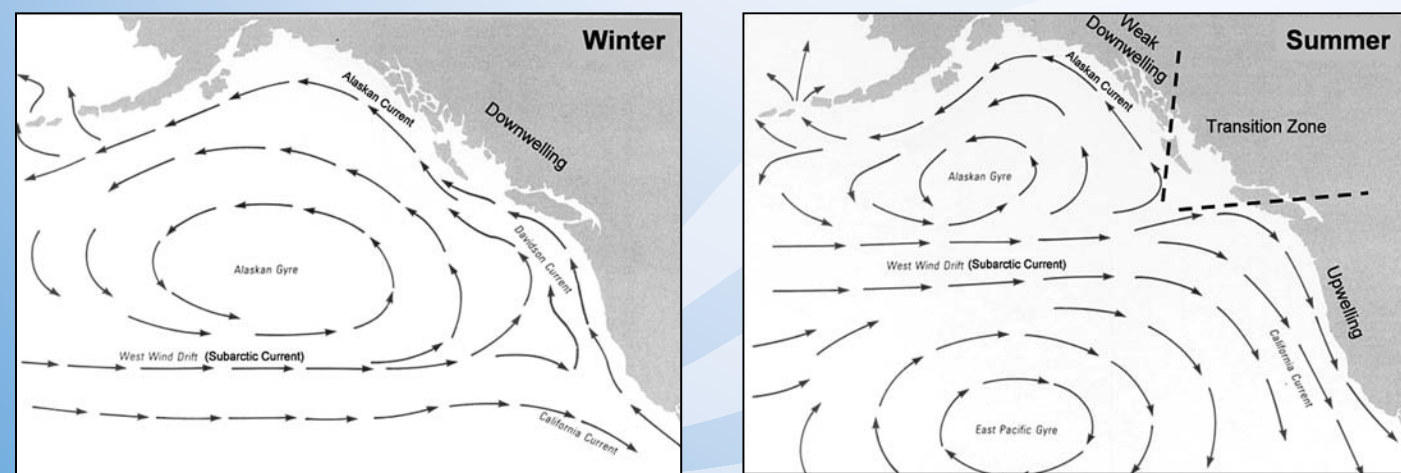 Winter
Alaskan Current
Downwelling
Alaskan Gyre
Davidson Current
West Wind Drift (Subarctic Current)
California Current
Summer
Weak
Downwelling
Alaskan Current
Transition Zone
Alaskan Gyre
West Wind Drift (Subarctic Current)
Upwelling
California Current
East Pacific Gyre